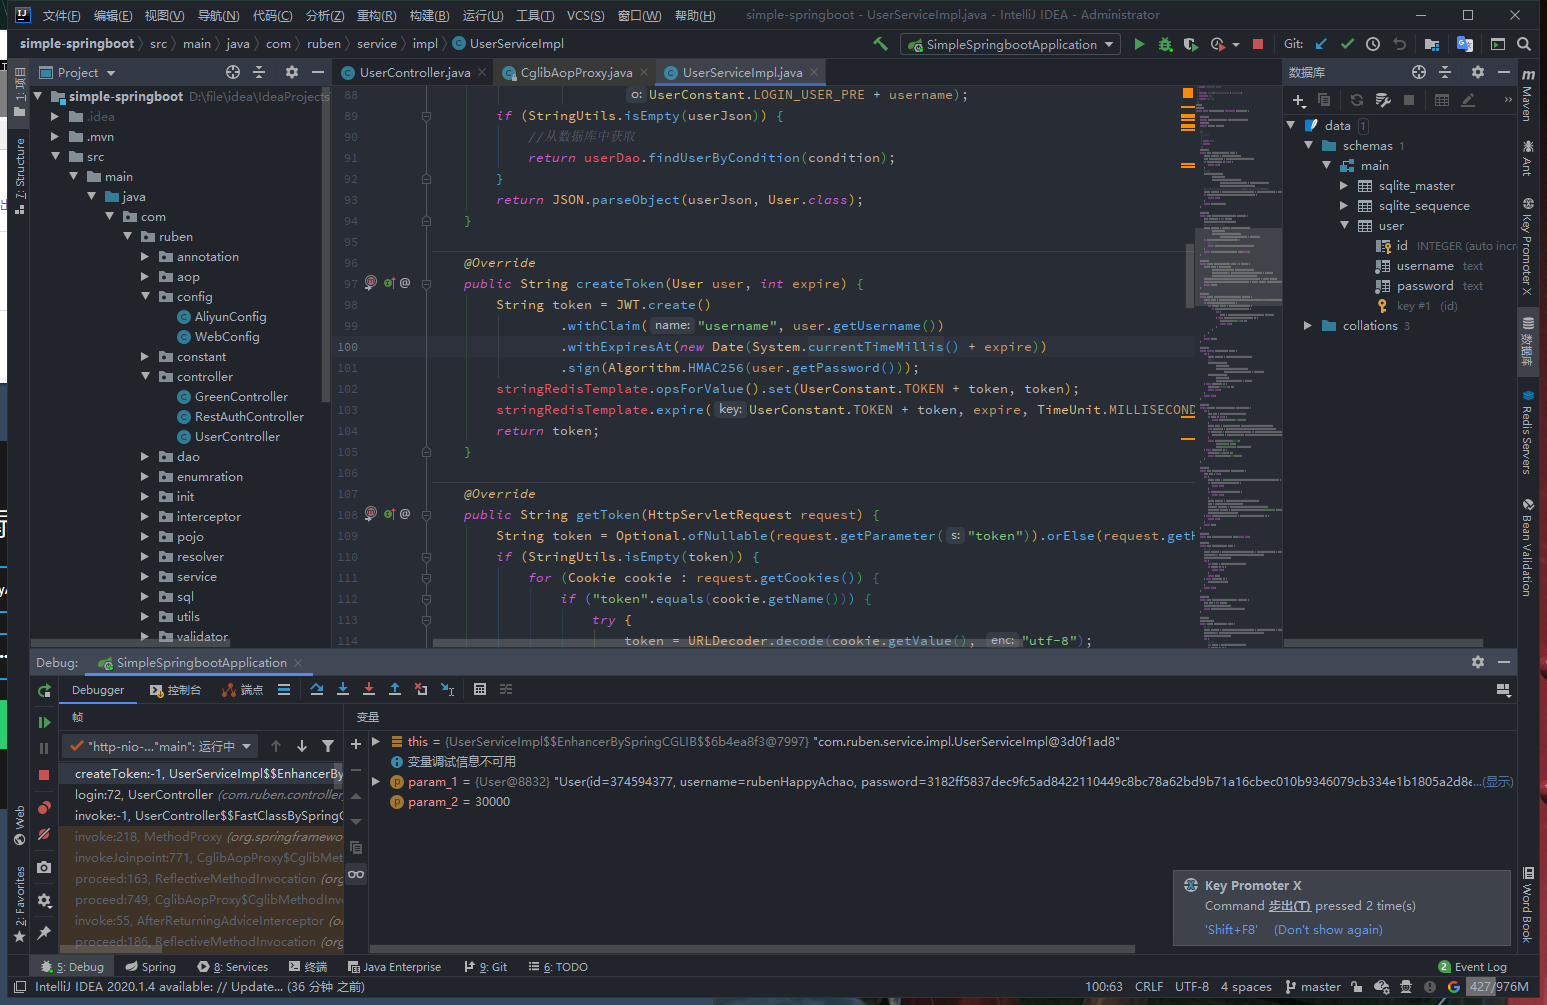 文件(F) 编辑(E) 视图(V) 导航(N) 代码(C) 分析(Z) 重构(R) 构建(B) 运行(U) 工具(T) VCS(S) 窗口(W) 帮助(H) simple-springboot - UserServiceImpl.java - IntelliJ IDEA - Administrator
simple-springboot 〉 src 〉 main 〉 java 〉 com 〉 ruben 〉 service 〉 impl 〉 UserServiceImpl
SimpleSpringbootApplication
Git:
Project
UserController.java
CglibAopProxy.java
UserServiceImpl.java
数据库
1: 项目
7: Structure
simple-springboot D:\file\idea\IdeaProjects
.idea
.mvn
src
main
java
com
ruben
annotation
aop
config
AliyunConfig
WebConfig
constant
controller
GreenController
RestAuthController
UserController
dao
enumration
init
interceptor
pojo
resolver
service
sql
utils
validator
88 o: UserConstant.LOGIN_USER_PRE + username);
89 if (StringUtils.isEmpty(userJson)) {
90 //从数据库中获取
91 return userDao.findUserByCondition(condition);
92 }
93 return JSON.parseObject(userJson, User.class);
94 }
95
96 @Override
97 public String createToken(User user, int expire) {
98 String token = JWT.create()
99 .withClaim( name: "username", user.getUsername())
100 .withExpiresAt(new Date(System.currentTimeMillis() + expire))
101 .sign(Algorithm.HMAC256(user.getPassword()));
102 stringRedisTemplate.opsForValue().set(UserConstant.TOKEN + token, token);
103 stringRedisTemplate.expire( key: UserConstant.TOKEN + token, expire, TimeUnit.MILLISECOND
104 return token;
105 }
106
107 @Override
108 public String getToken(HttpServletRequest request) {
109 String token = Optional.ofNullable(request.getParameter( s: "token")).orElse(request.getH
110 if (StringUtils.isEmpty(token)) {
111 for (Cookie cookie : request.getCookies()) {
112 if ("token".equals(cookie.getName())) {
113 try {
114 token = URLDecoder.decode(cookie.getValue(), enc: "utf-8");
data 1
schemas 1
main
sqlite_master
sqlite_sequence
user
id INTEGER (auto incr
username text
password text
key #1 (id)
collations 3
Maven
Ant
Key Promoter X
数据库
Redis Servers
Bean Validation
Word Book
Debug: SimpleSpringbootApplication
Debugger 控制台 端点
帧
变量
"http-nio-..."main": 运行中
createToken:-1, UserServiceImpl$$EnhancerBy
login:72, UserController (com.ruben.controller
invoke:-1, UserController$$FastClassBySpringC
invoke:218, MethodProxy (org.springframewo
invokeJoinpoint:771, CglibAopProxy$CglibMet
proceed:163, ReflectiveMethodInvocation (org
proceed:749, CglibAopProxy$CglibMethodInv
invoke:55, AfterReturningAdviceInterceptor (o
proceed:186, ReflectiveMethodInvocation (org
this = {UserServiceImpl$$EnhancerBySpringCGLIB$$6b4ea8f3@7997} "com.ruben.service.impl.UserServiceImpl@3d0f1ad8"
变量调试信息不可用
param_1 = {User@8832} "User(id=374594377, username=rubenHappyAchao, password=3182ff5837dec9fc5ad8422110449c8bc78a62bd9b71a16cbec010b9346079cb334e1b1805a2d8e...(显示)
param_2 = 30000
Web
2: Favorites
Key Promoter X
Command 步出(T) pressed 2 time(s)
'Shift+F8' (Don't show again)
5: Debug Spring 8: Services 终端 Java Enterprise 9: Git 6: TODO
2 Event Log
IntelliJ IDEA 2020.1.4 available: // Update... (36 分钟 之前)
100:63 CRLF UTF-8 4 spaces master 427/976M